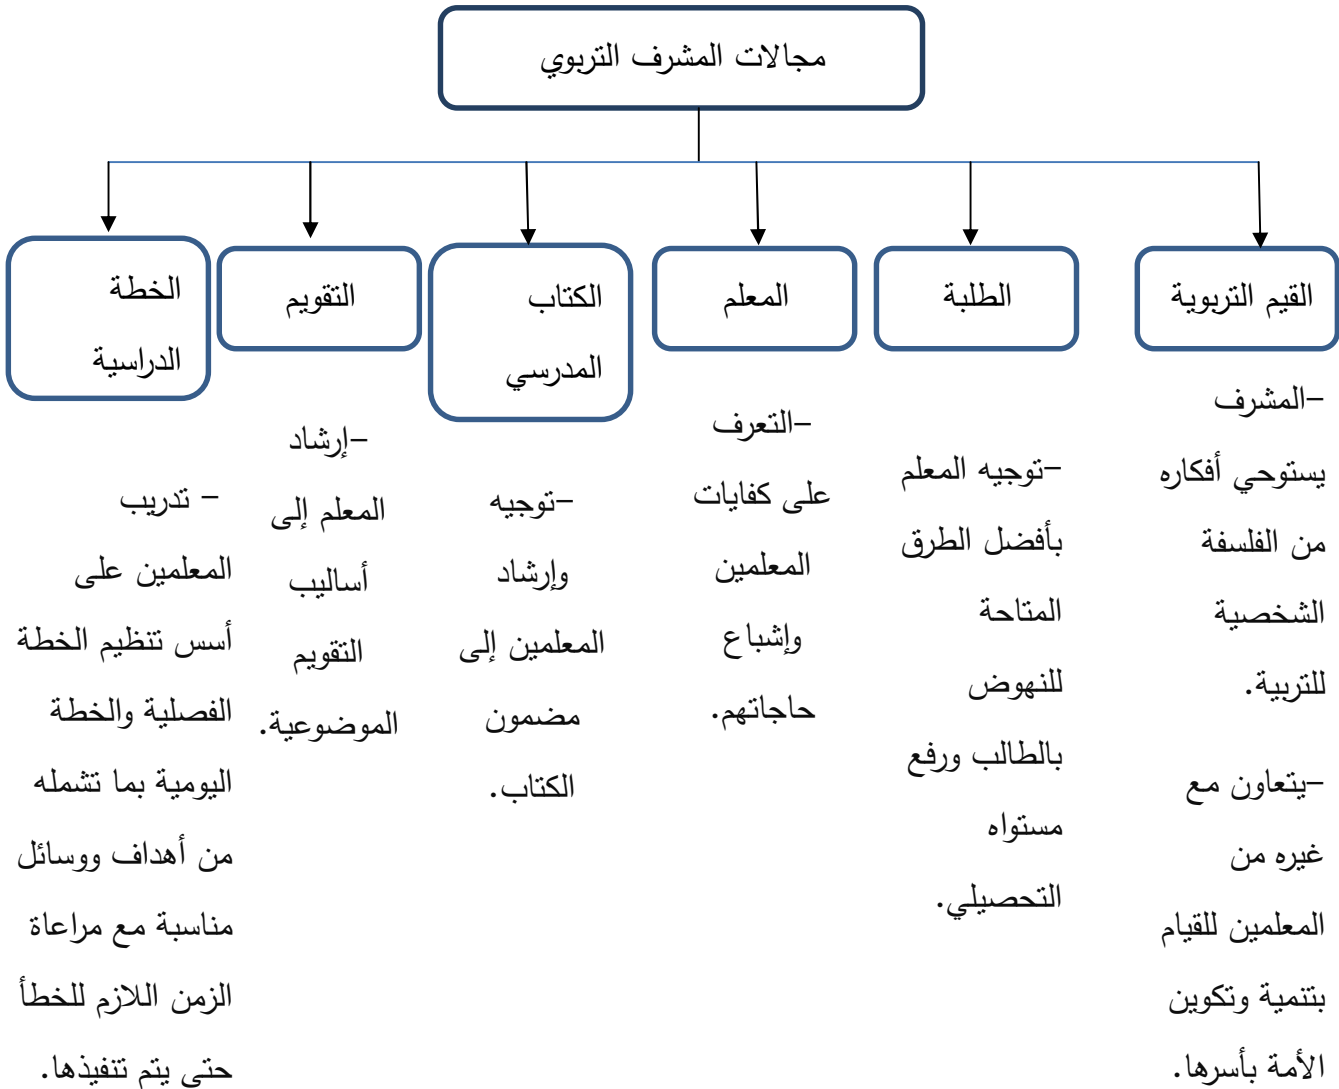 مجالات المشرف التربوي
القيم التربوية
-المشرف
يستوحي أفكاره
من الفلسفة
الشخصية
للتربية.
-يتعاون مع
غيره من
المعلمين للقيام
بتنمية وتكوين
الأمة بأسرها.
الطلبة
-توجيه المعلم
بأفضل الطرق
المتاحة
للنهوض
بالطالب ورفع
مستواه
التحصيلي.
المعلم
-التعرف
على كفايات
المعلمين
وإشباع
حاجاتهم.
الكتاب
المدرسي
-توجيه
وإرشاد
المعلمين إلى
مضمون
الكتاب.
التقويم
-إرشاد
المعلم إلى
أساليب
التقويم
الموضوعية.
الخطة
الدراسية
- تدريب
المعلمين على
أسس تنظيم الخطة
الفصلية والخطة
اليومية بما تشمله
من أهداف ووسائل
مناسبة مع مراعاة
الزمن اللازم للخطأ
حتى يتم تنفيذها.